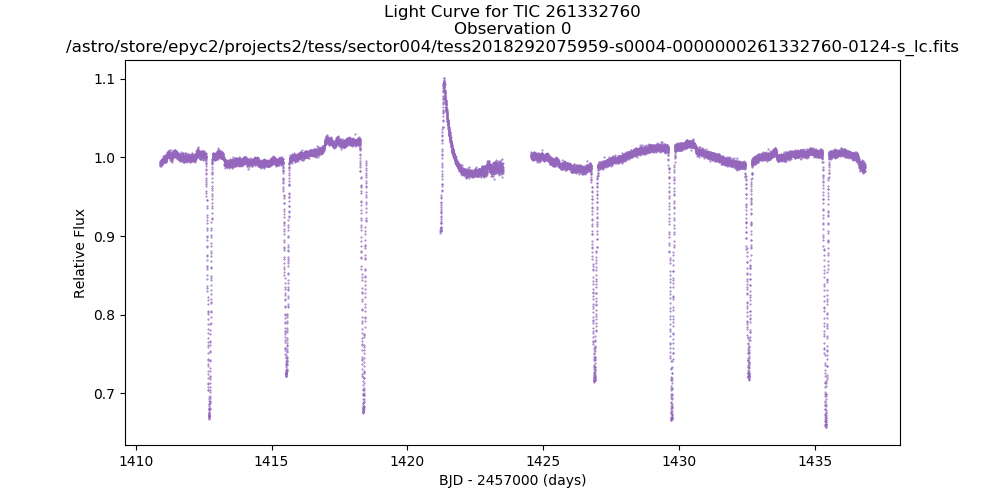 Light Curve for TIC 261332760
Observation 0
/astro/store/epyc2/projects2/tess/sector004/tess2018292075959-s0004-0000000261332760-0124-s_lc.fits
1.1
1.0
0.9
0.8
0.7
Relative Flux
1410
1415
1420
1425
1430
1435
BJD - 2457000 (days)